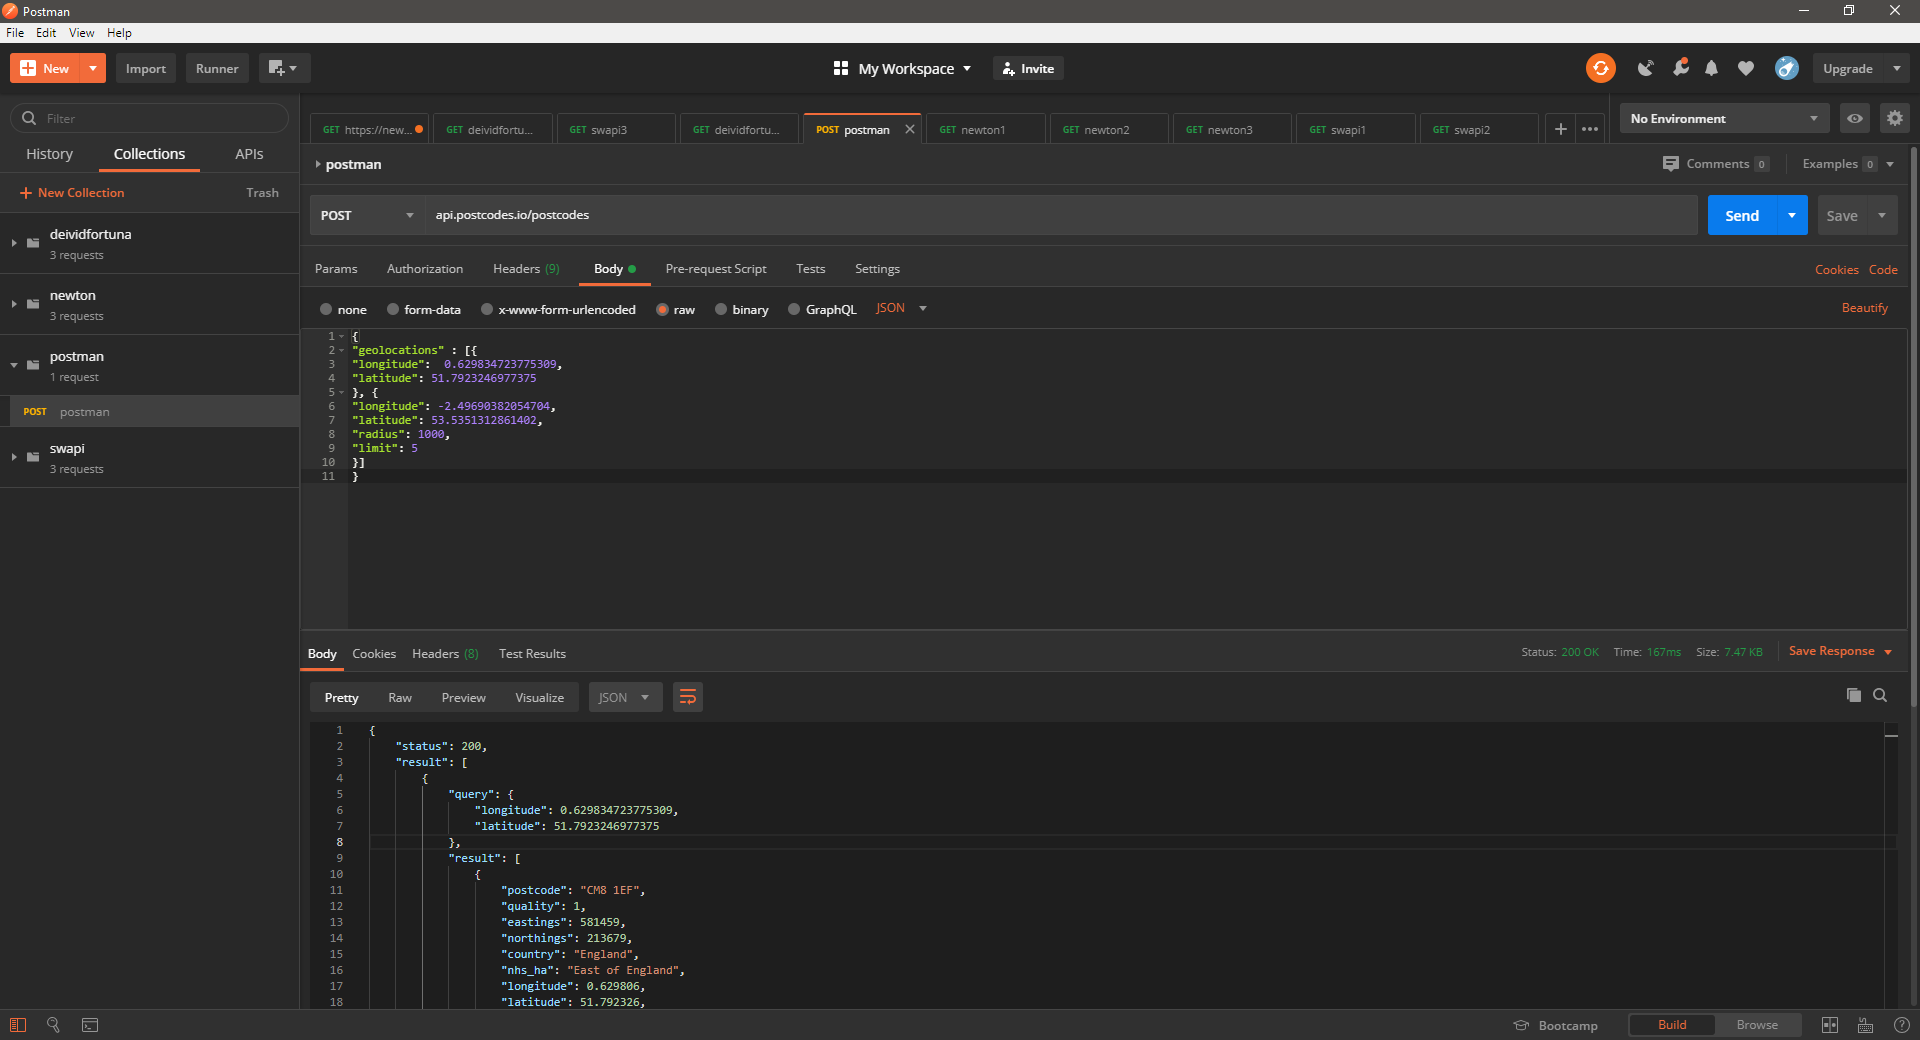 Postman
File Edit View Help
New Import Runner My Workspace Invite Upgrade
Filter
History Collections APIs
New Collection Trash
deividfortuna
3 requests
newton
3 requests
postman
1 request
POST postman
swapi
3 requests
GET https://new... GET deividfortu... GET swapi3 GET deividfortu... POST postman GET newton1 GET newton2 GET newton3 GET swapi1 GET swapi2 No Environment
postman Comments 0 Examples 0
POST api.postcodes.io/postcodes Send Save
Params Authorization Headers (9) Body Pre-request Script Tests Settings Cookies Code
none form-data x-www-form-urlencoded raw binary GraphQL JSON Beautify
1 {
2 "geolocations" : [{
3 "longitude":  0.629834723775309,
4 "latitude": 51.7923246977375
5 }, {
6 "longitude": -2.49690382054704,
7 "latitude": 53.5351312861402,
8 "radius": 1000,
9 "limit": 5
10 }]
11 }
Body Cookies Headers (8) Test Results Status: 200 OK Time: 167ms Size: 7.47 KB Save Response
Pretty Raw Preview Visualize JSON
1 {
2 "status": 200,
3 "result": [
4 {
5 "query": {
6 "longitude": 0.629834723775309,
7 "latitude": 51.7923246977375
8 },
9 "result": [
10 {
11 "postcode": "CM8 1EF",
12 "quality": 1,
13 "eastings": 581459,
14 "northings": 213679,
15 "country": "England",
16 "nhs_ha": "East of England",
17 "longitude": 0.629806,
18 "latitude": 51.792326,
Bootcamp Build Browse